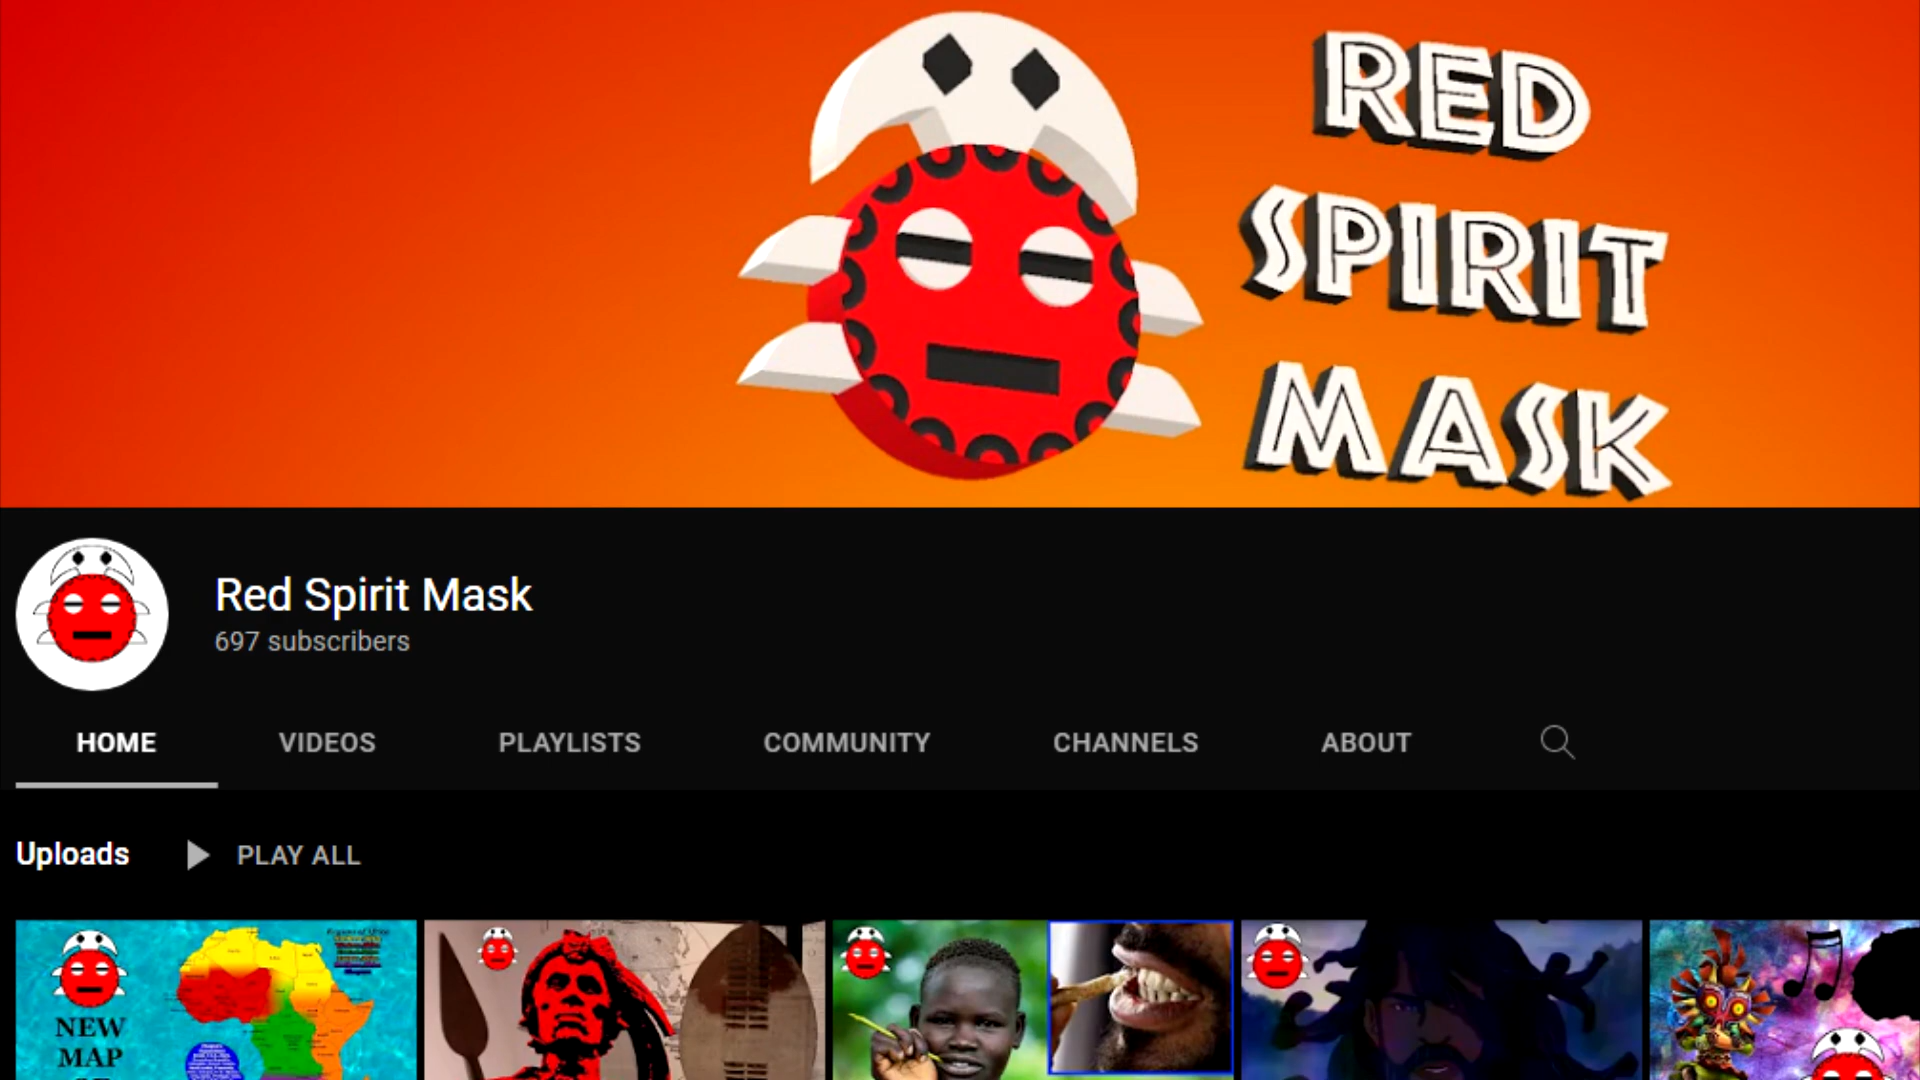 RED
SPIRIT
MASK
Red Spirit Mask
697 subscribers
HOME VIDEOS PLAYLISTS COMMUNITY CHANNELS ABOUT
Uploads PLAY ALL
NEW
MAP